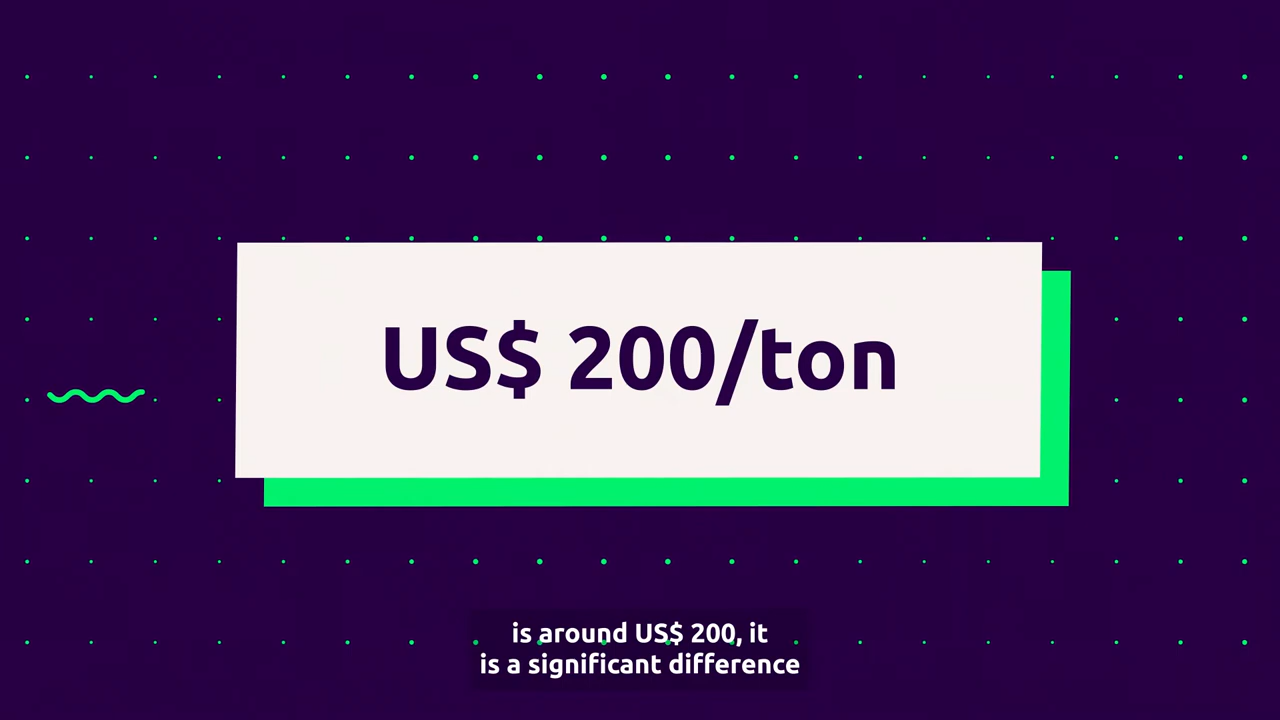 US$ 200/ton
is around US$ 200, it
is a significant difference